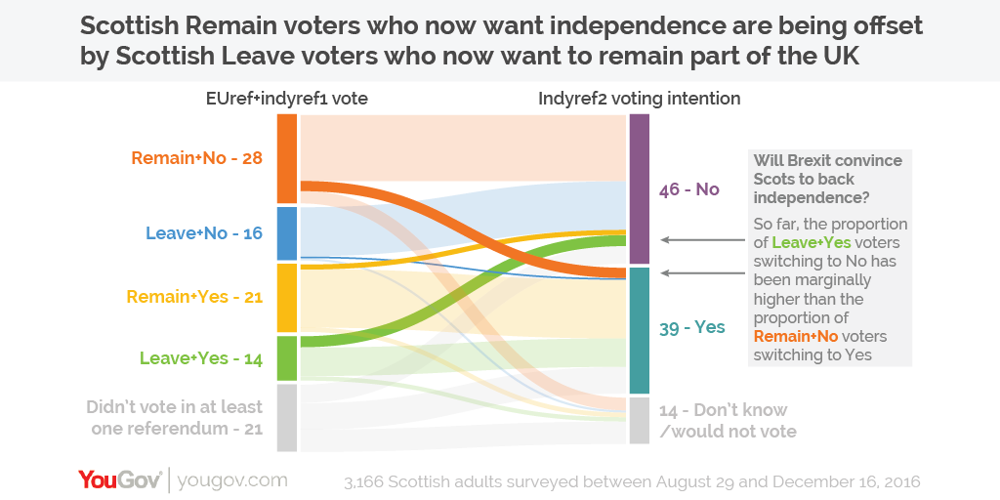 Scottish Remain voters who now want independence are being offset
by Scottish Leave voters who now want to remain part of the UK
EUref+indyref1 vote
Indyref2 voting intention
Remain+No - 28
Leave+No - 16
Remain+Yes - 21
Leave+Yes - 14
Didn't vote in at least
one referendum - 21
46 - No
39 - Yes
14 - Don't know
/would not vote
Will Brexit convince
Scots to back
independence?
So far, the proportion
of Leave+Yes voters
switching to No has
been marginally
higher than the
proportion of
Remain+No voters
switching to Yes
YouGov® yougov.com
3,166 Scottish adults surveyed between August 29 and December 16, 2016